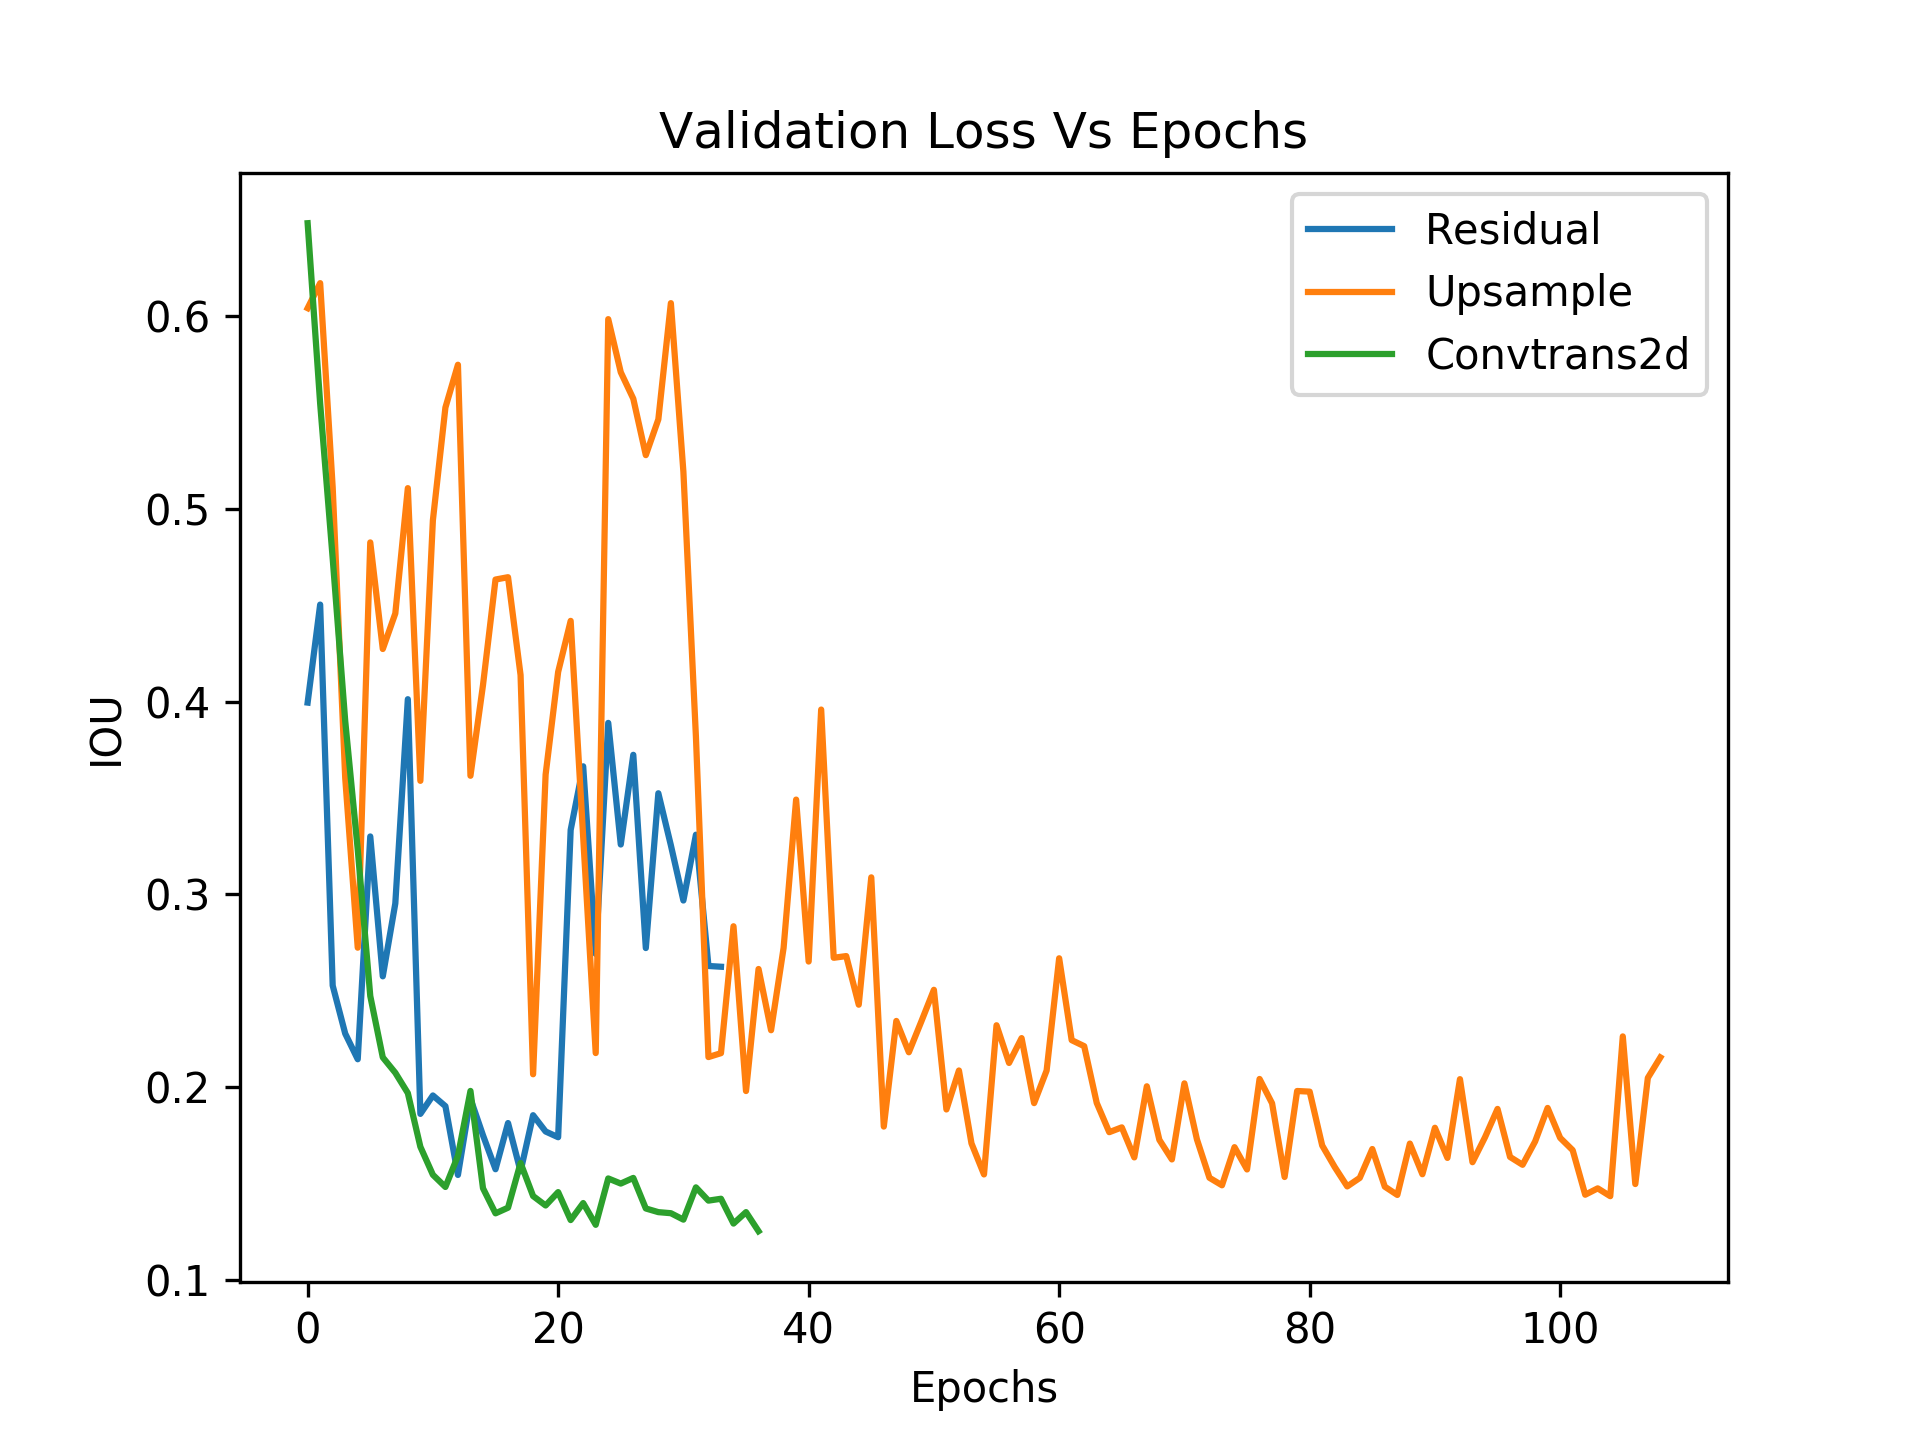 Validation Loss Vs Epochs
Residual
Upsample
Convtrans2d
0.6
0.5
0.4
0.3
0.2
0.1
IOU
0 20 40 60 80 100
Epochs